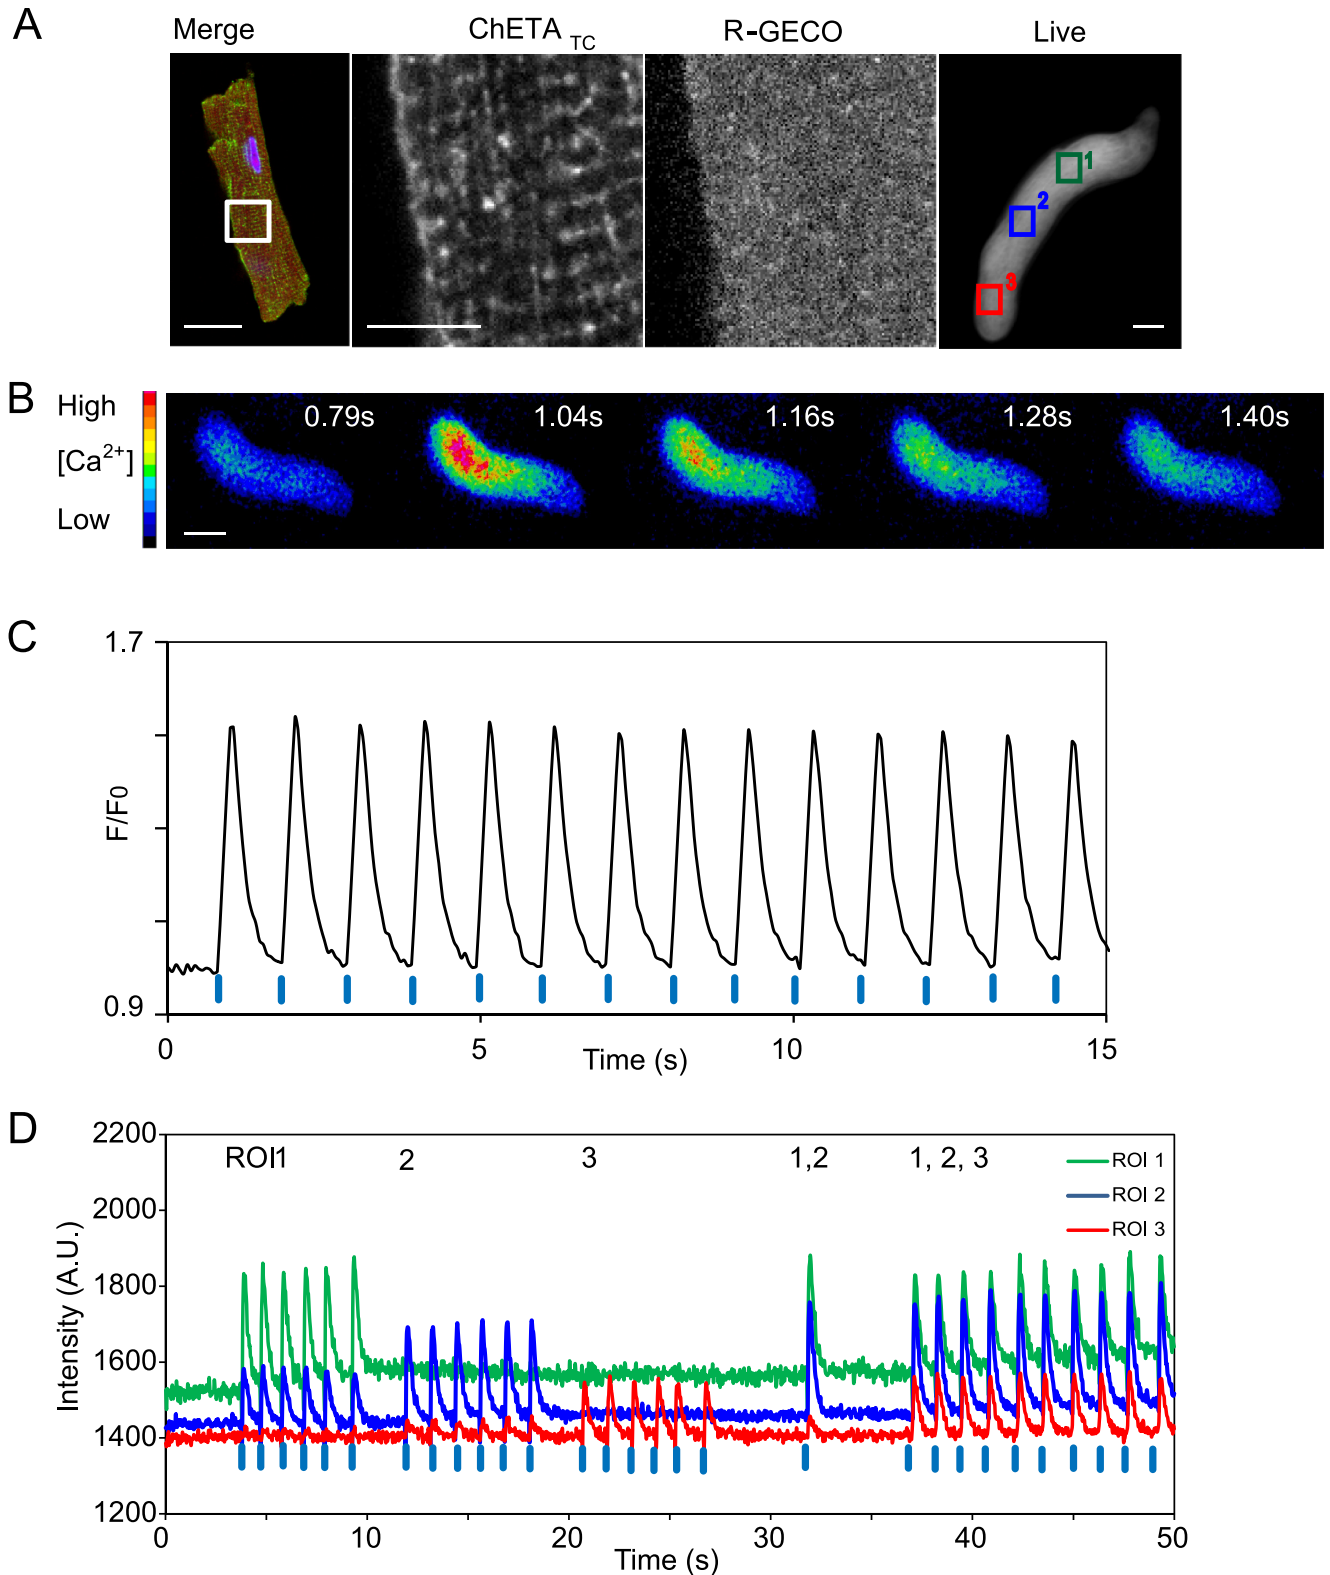 A
Merge
ChETA TC
R-GECO
Live
1
2
3
B
High
[Ca²⁺]
Low
0.79s
1.04s
1.16s
1.28s
1.40s
C
1.7
F/F0
0.9
0
5
10
15
Time (s)
D
2200
2000
1800
1600
1400
1200
Intensity (A.U.)
ROI1
2
3
1,2
1, 2, 3
ROI 1
ROI 2
ROI 3
0
10
20
30
40
50
Time (s)